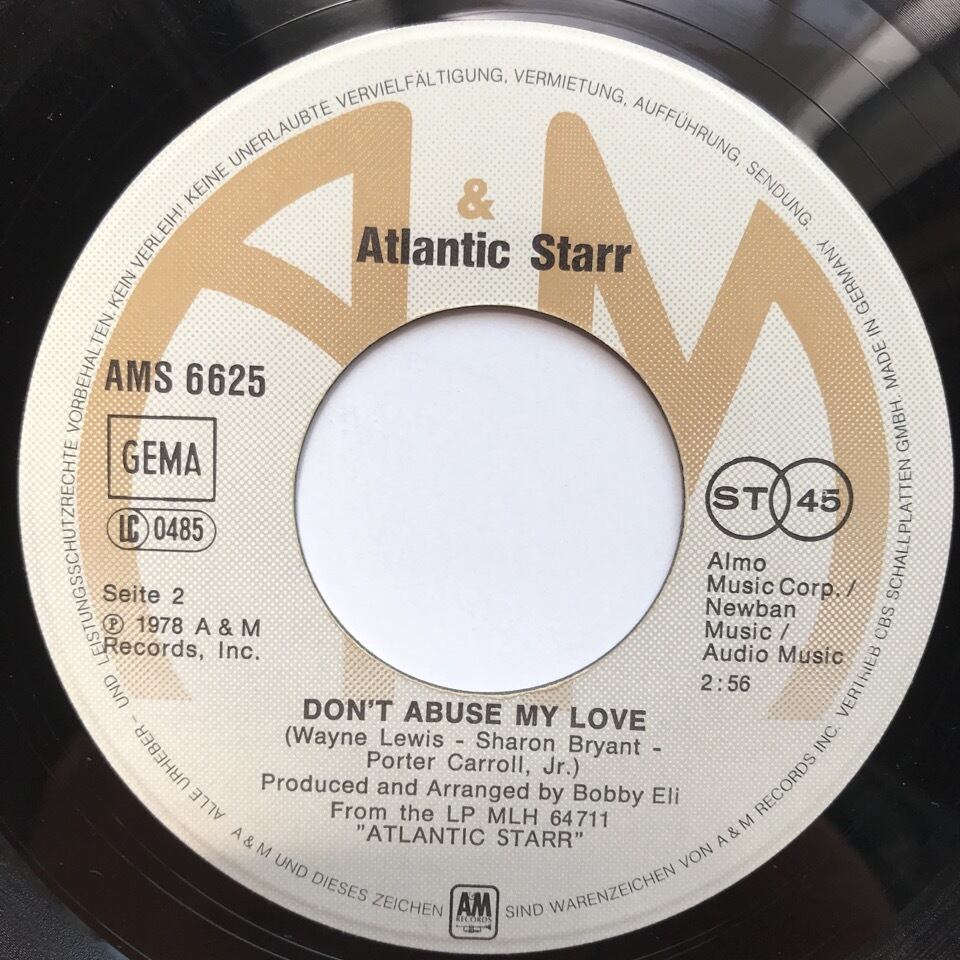 ALLE URHEBER- UND LEISTUNGSSCHUTZRECHTE VORBEHALTEN. KEIN VERLEIH! KEINE UNERLAUBTE VERVIELFÄLTIGUNG, VERMIETUNG, AUFFÜHRUNG, SENDUNG.
A&M
Atlantic Starr
AMS 6625
GEMA
LC 0485
Seite 2
℗ 1978 A & M
Records, Inc.
ST 45
Almo
Music Corp. /
Newban
Music /
Audio Music
2:56
DON'T ABUSE MY LOVE
(Wayne Lewis - Sharon Bryant -
Porter Carroll, Jr.)
Produced and Arranged by Bobby Eli
From the LP MLH 64711
"ATLANTIC STARR"
A & M UND DIESES ZEICHEN
AM
RECORDS
SIND WARENZEICHEN VON A & M RECORDS INC. VERTRIEB CBS SCHALLPLATTEN GMBH. MADE IN GERMANY